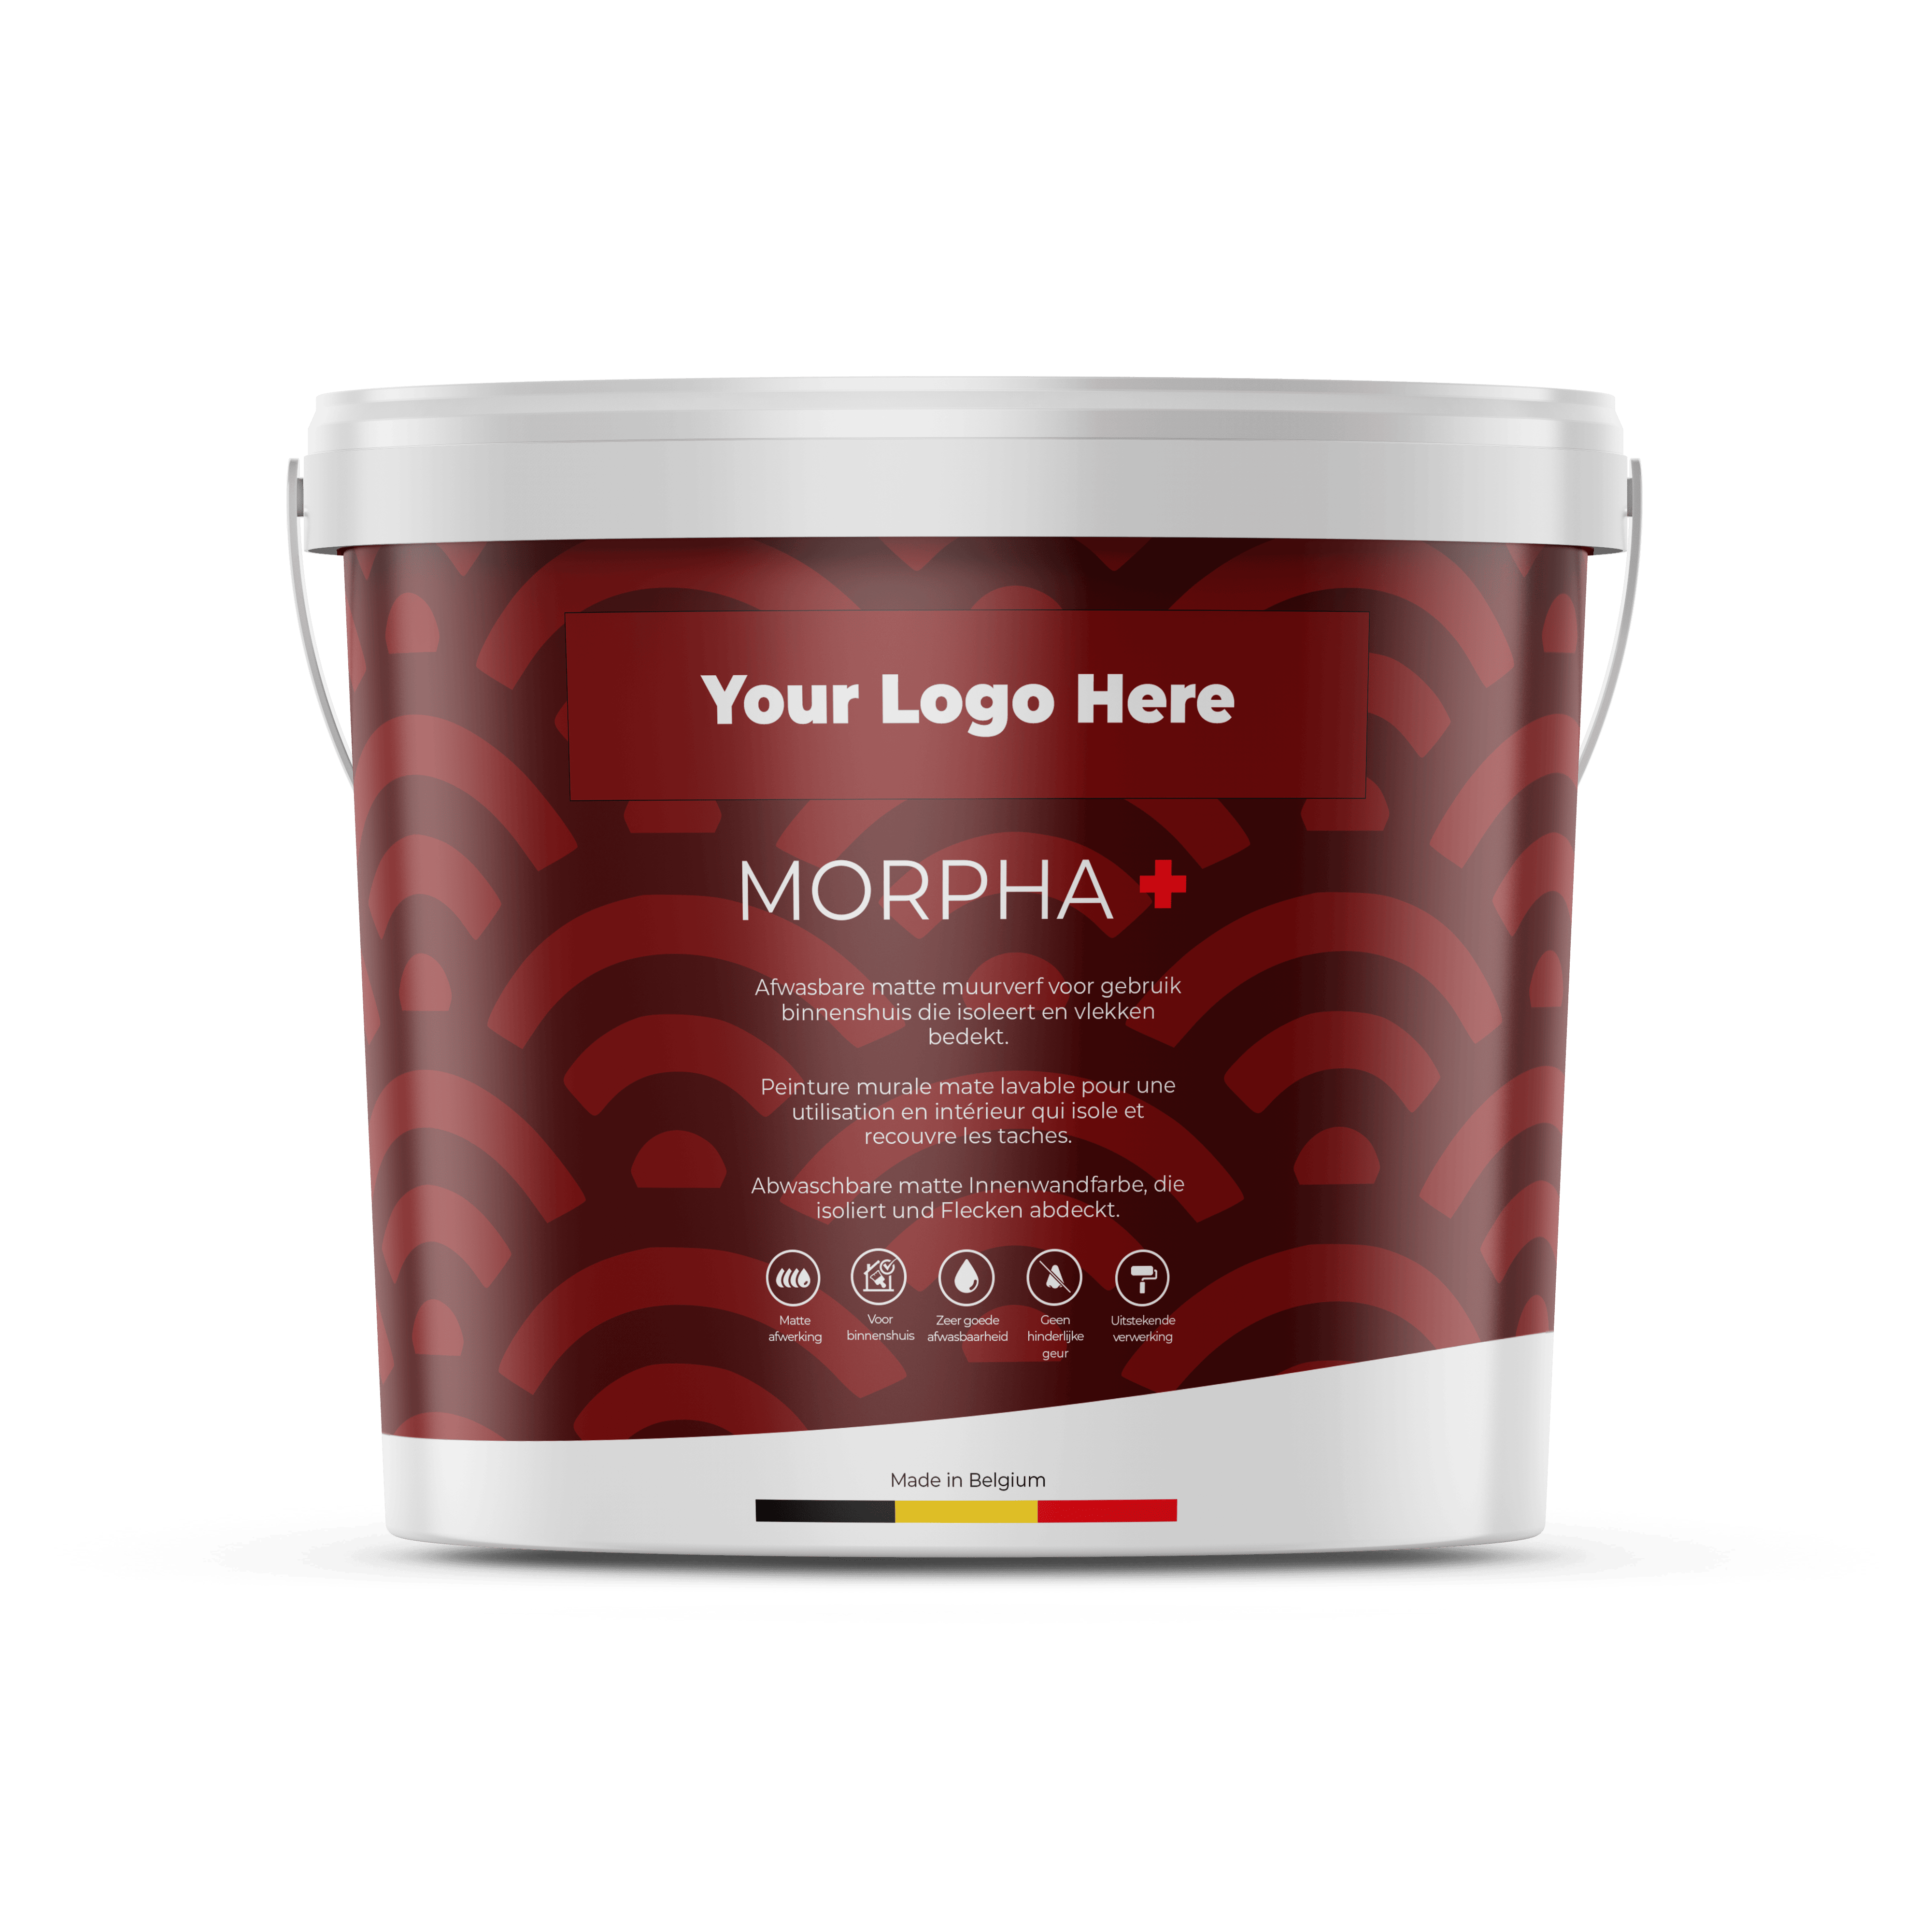 Your Logo Here
MORPHA +
Afwasbare matte muurverf voor gebruik
binnenshuis die isoleert en vlekken
bedekt.
Peinture murale mate lavable pour une
utilisation en intérieur qui isole et
recouvre les taches.
Abwaschbare matte Innenwandfarbe, die
isoliert und Flecken abdeckt.
Matte
afwerking
Voor
binnenshuis
Zeer goede
afwasbaarheid
Geen
hinderlijke
geur
Uitstekende
verwerking
Made in Belgium